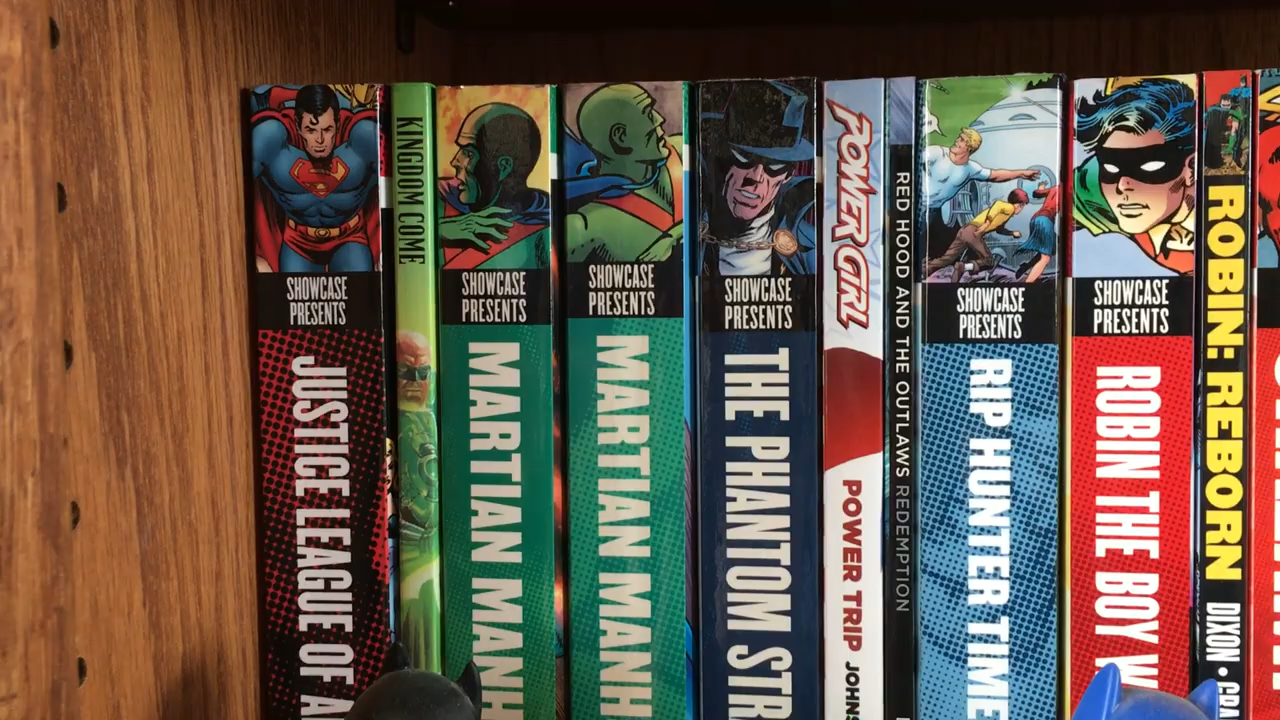 SHOWCASE
PRESENTS
JUSTICE LEAGUE OF A
KINGDOM COME
SHOWCASE
PRESENTS
MARTIAN MANH
SHOWCASE
PRESENTS
MARTIAN MANH
SHOWCASE
PRESENTS
THE PHANTOM STR
POWER GIRL
POWER TRIP JOHNS
RED HOOD AND THE OUTLAWS REDEMPTION
SHOWCASE
PRESENTS
RIP HUNTER TIME
SHOWCASE
PRESENTS
ROBIN THE BOY W
ROBIN: REBORN
DIXON • GRA